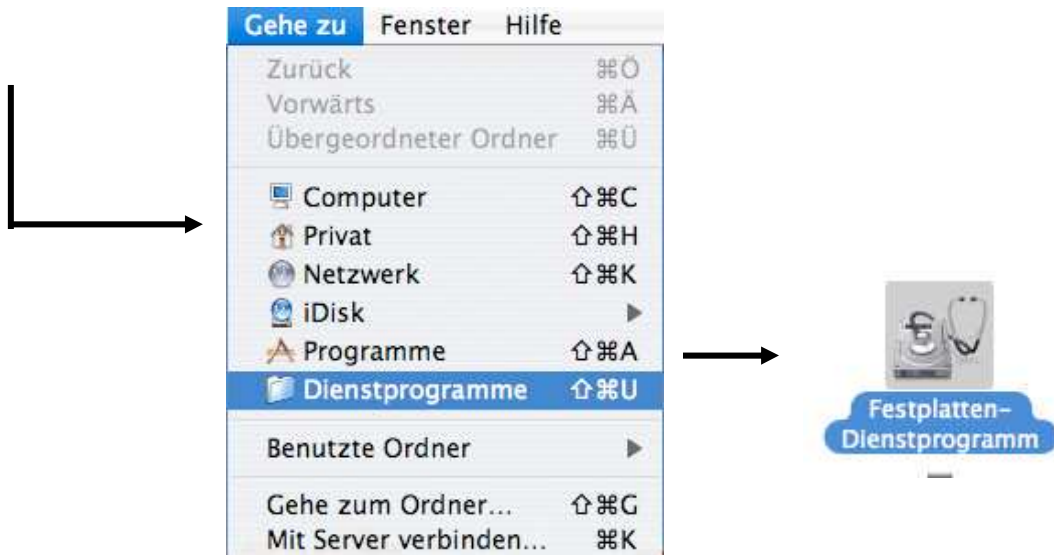 Gehe zu Fenster Hilfe
Zurück ⌘Ö
Vorwärts ⌘Ä
Übergeordneter Ordner ⌘Ü
Computer ⇧⌘C
Privat ⇧⌘H
Netzwerk ⇧⌘K
iDisk
Programme ⇧⌘A
Dienstprogramme ⇧⌘U
Benutzte Ordner
Gehe zum Ordner... ⇧⌘G
Mit Server verbinden... ⌘K
Festplatten-
Dienstprogramm